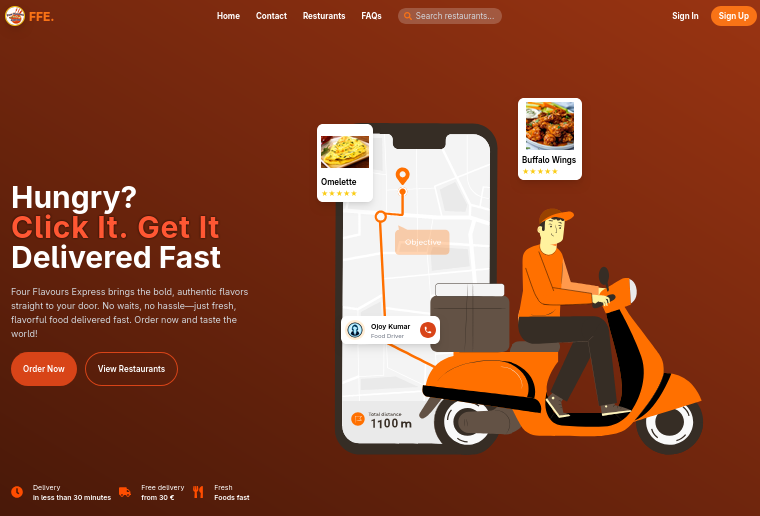 FFE.
Home
Contact
Resturants
FAQs
Search restaurants...
Sign In
Sign Up
Hungry?
Click It. Get It
Delivered Fast
Four Flavours Express brings the bold, authentic flavors
straight to your door. No waits, no hassle—just fresh,
flavorful food delivered fast. Order now and taste the
world!
Order Now
View Restaurants
Omelette
Buffalo Wings
Objective
Ojoy Kumar
Food Driver
Total distance
1100 m
Delivery
in less than 30 minutes
Free delivery
from 30 €
Fresh
Foods fast